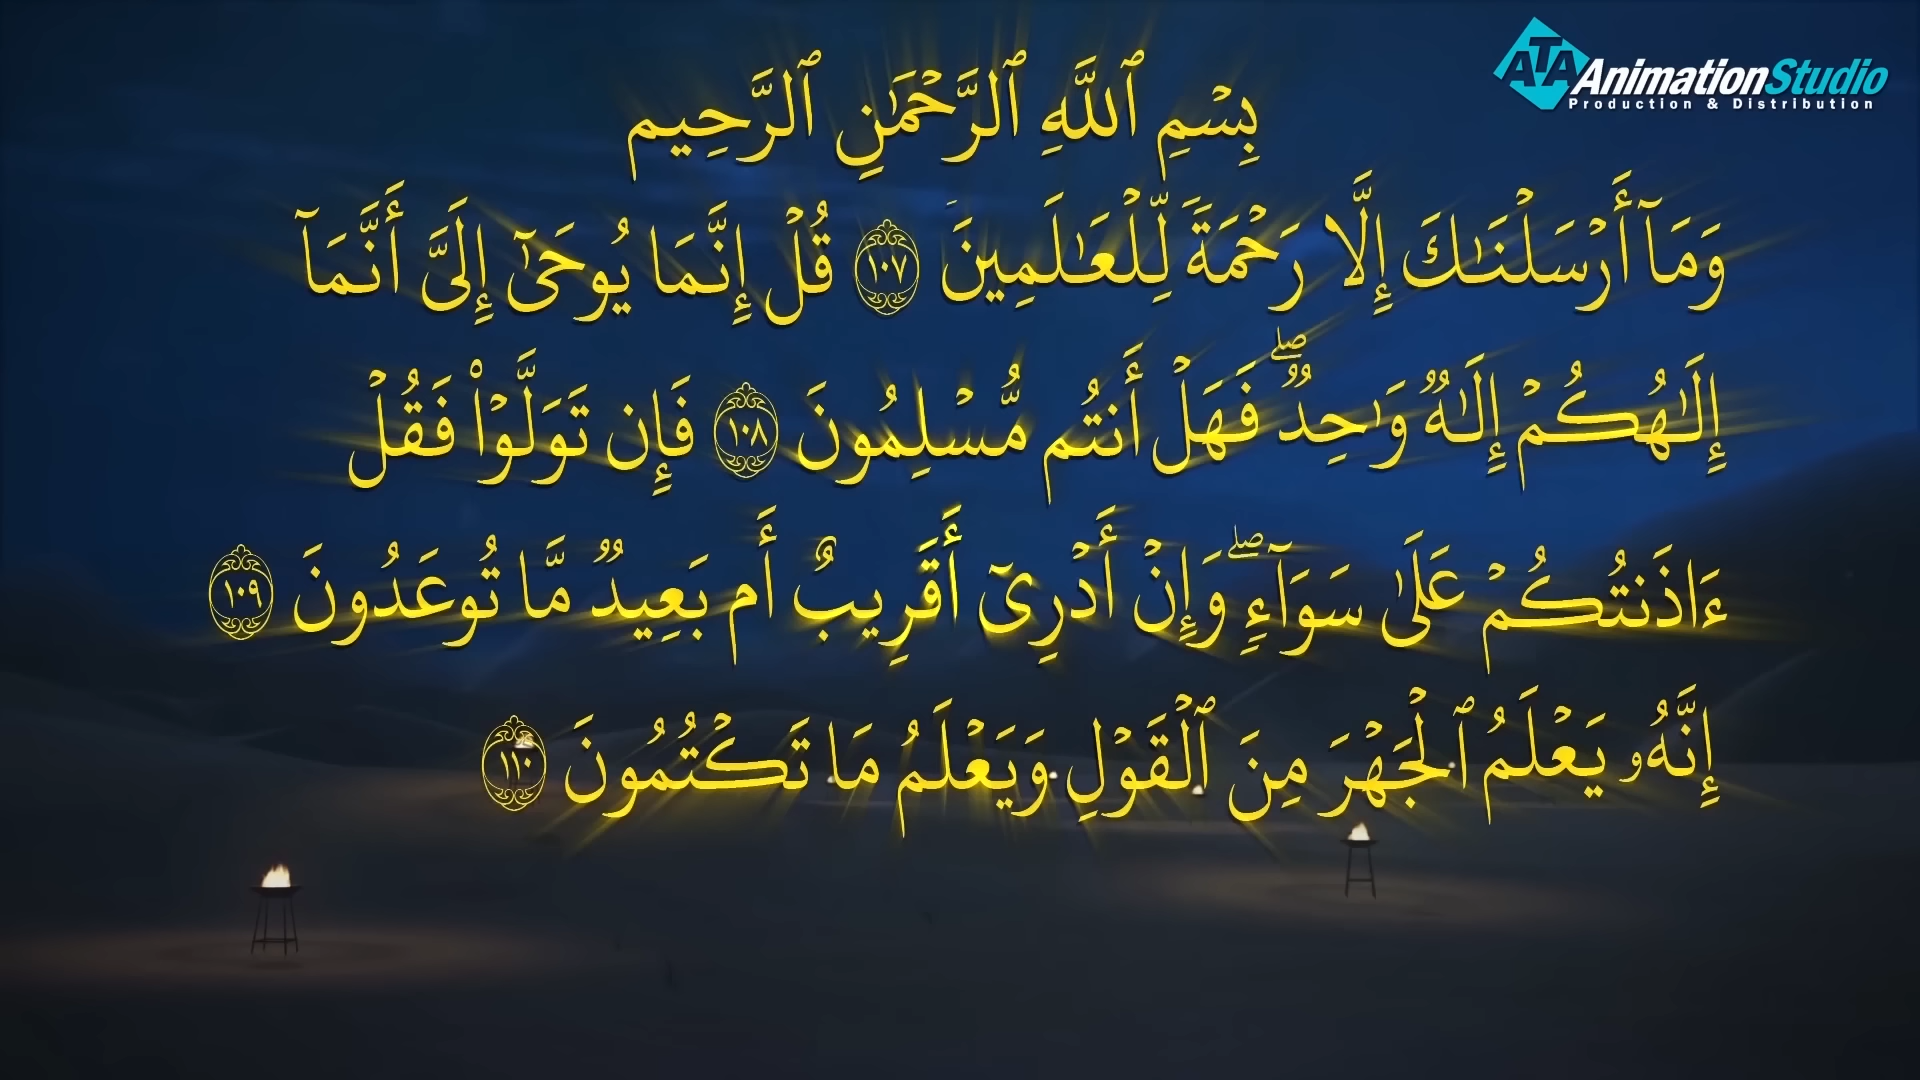 ATA AnimationStudio
Production & Distribution
بِسْمِ ٱللَّهِ ٱلرَّحْمَٰنِ ٱلرَّحِيمِ
وَمَآ أَرْسَلْنَٰكَ إِلَّا رَحْمَةً لِّلْعَٰلَمِينَ ١٠٧ قُلْ إِنَّمَا يُوحَىٰٓ إِلَىَّ أَنَّمَآ
إِلَٰهُكُمْ إِلَٰهٌ وَٰحِدٌ ۖ فَهَلْ أَنتُم مُّسْلِمُونَ ١٠٨ فَإِن تَوَلَّوْا۟ فَقُلْ
ءَاذَنتُكُمْ عَلَىٰ سَوَآءٍ ۖ وَإِنْ أَدْرِىٓ أَقَرِيبٌ أَم بَعِيدٌ مَّا تُوعَدُونَ ١٠٩
إِنَّهُۥ يَعْلَمُ ٱلْجَهْرَ مِنَ ٱلْقَوْلِ وَيَعْلَمُ مَا تَكْتُمُونَ ١١٠